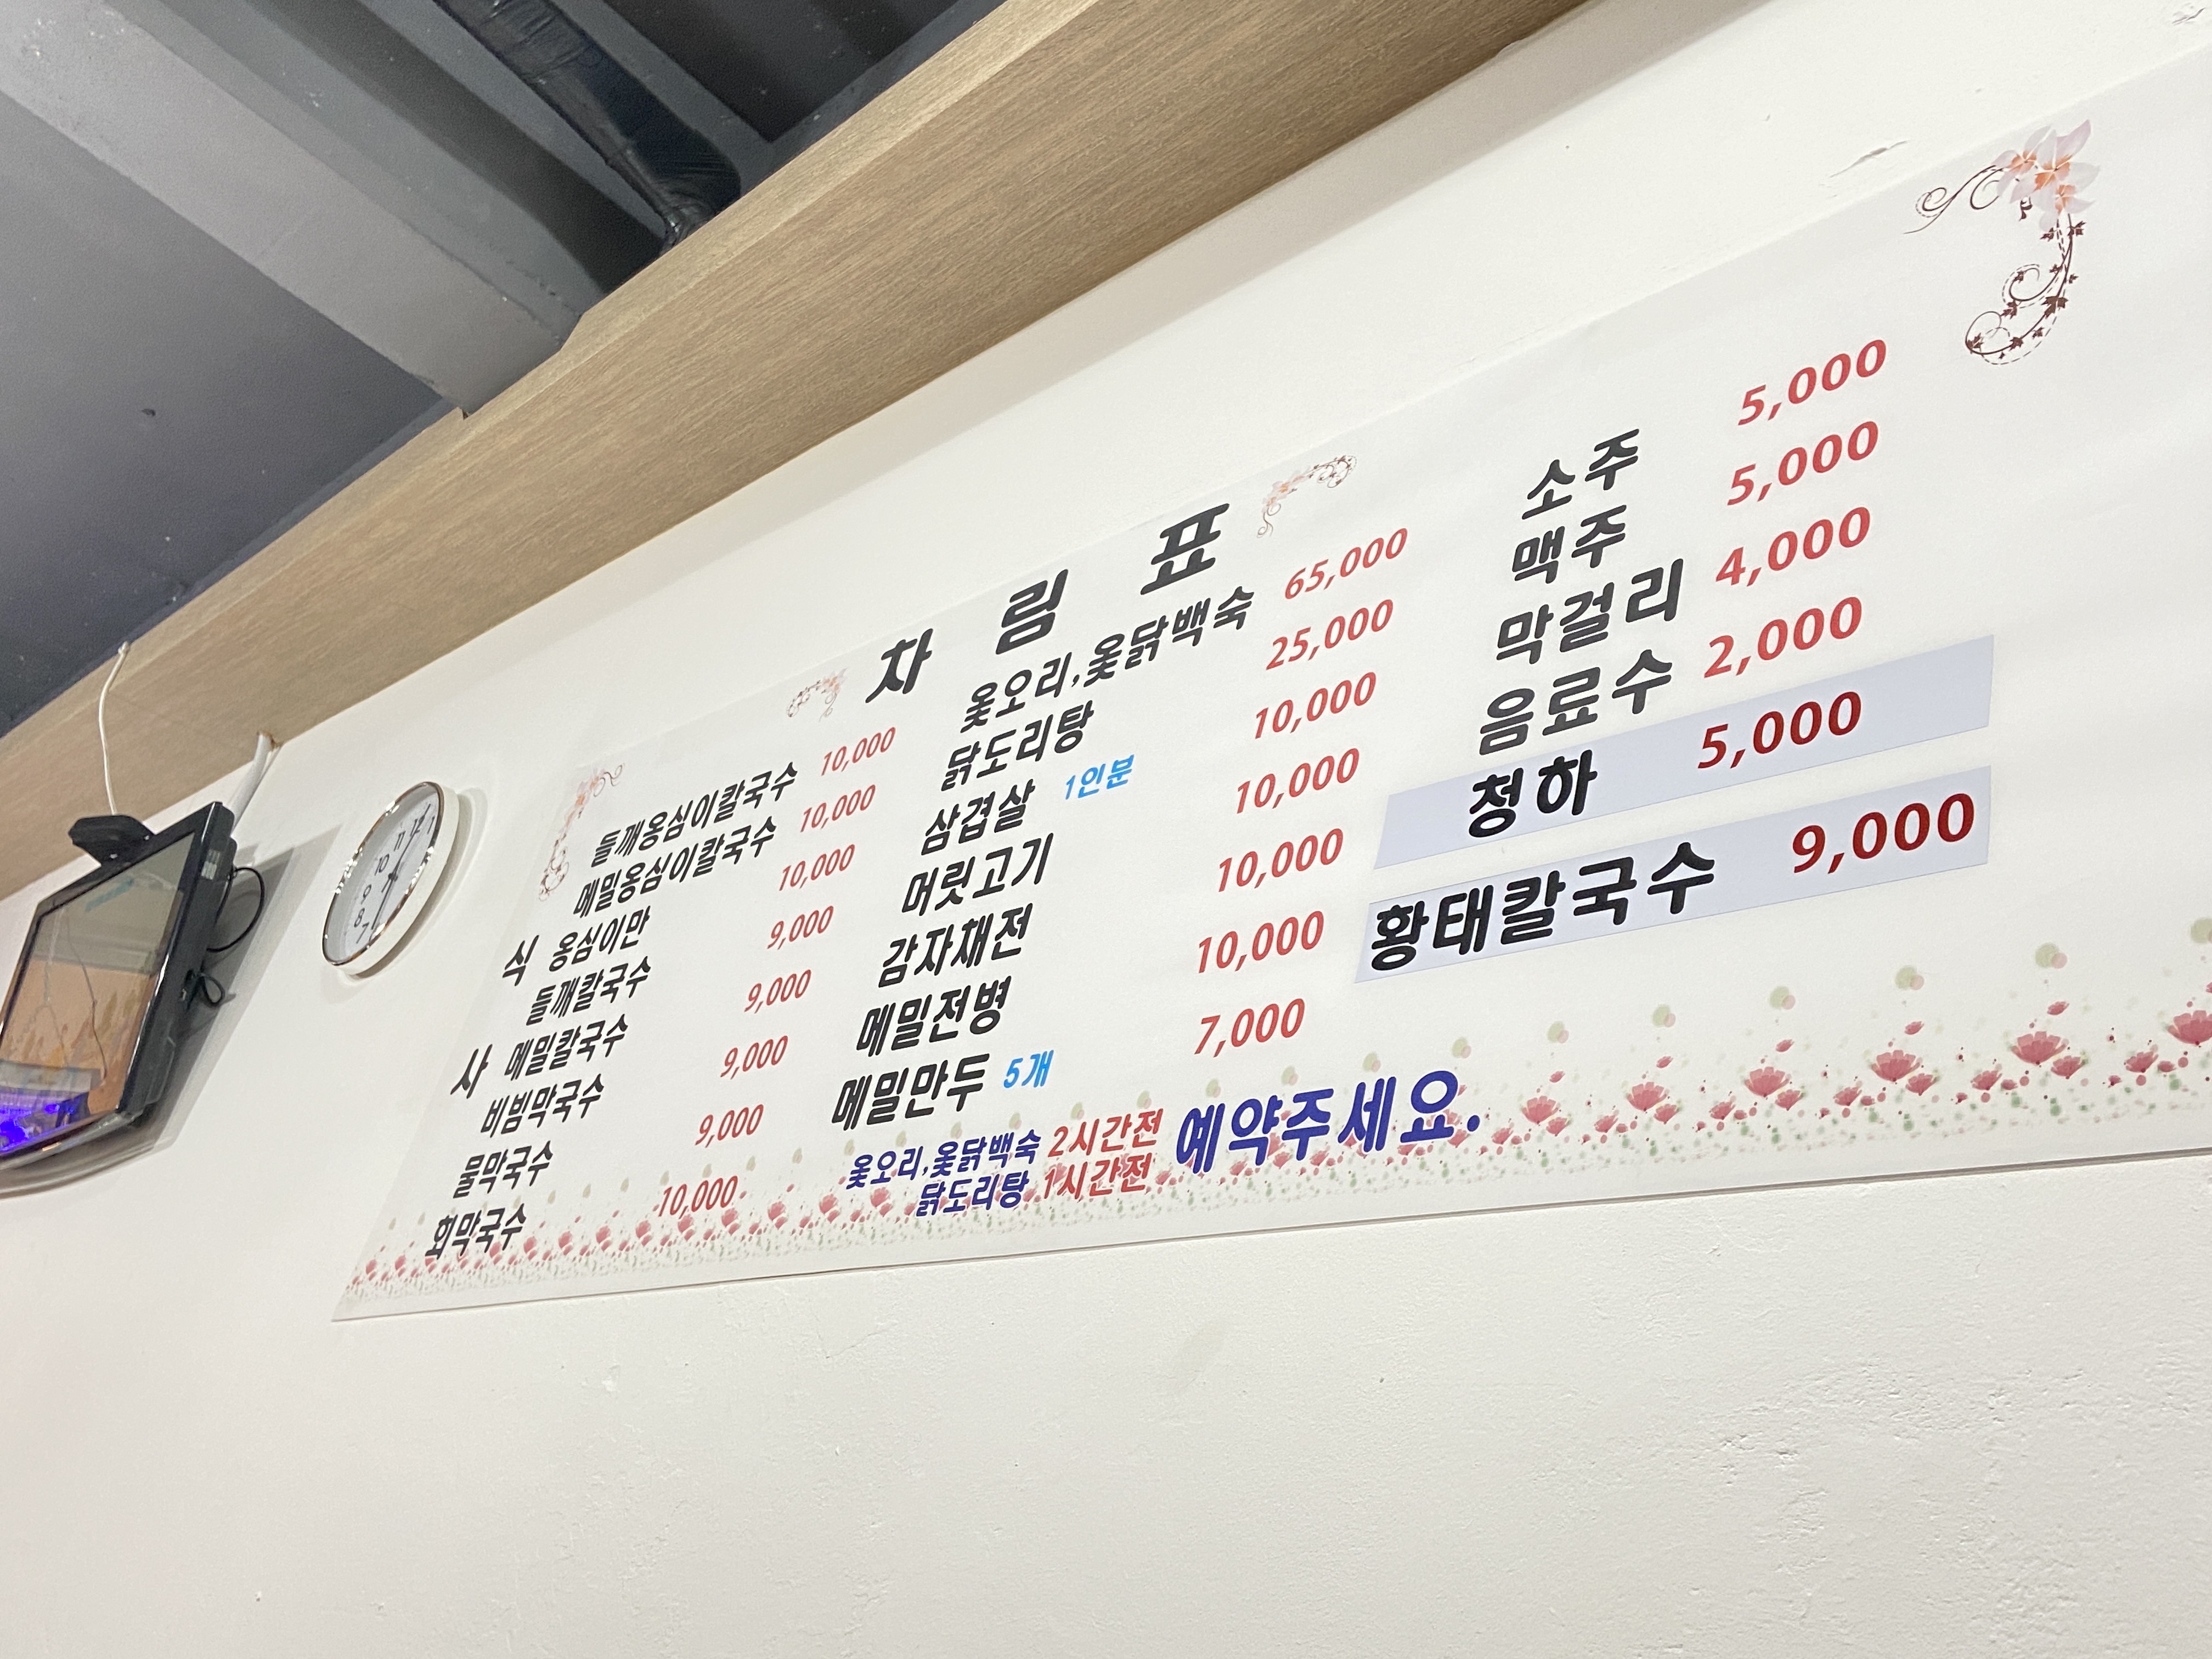 차 림 표
식 사
들깨옹심이칼국수 10,000
메밀옹심이칼국수 10,000
옹심이만 10,000
들깨칼국수 9,000
메밀칼국수 9,000
비빔막국수 9,000
물막국수 9,000
회막국수 10,000
옻오리,옻닭백숙 65,000
닭도리탕 25,000
삼겹살 1인분 10,000
머릿고기 10,000
감자채전 10,000
메밀전병 10,000
메밀만두 5개 7,000
옻오리,옻닭백숙 2시간전
닭도리탕 1시간전
예약주세요.
소주 5,000
맥주 5,000
막걸리 4,000
음료수 2,000
청하 5,000
황태칼국수 9,000
11
10
9
8
7